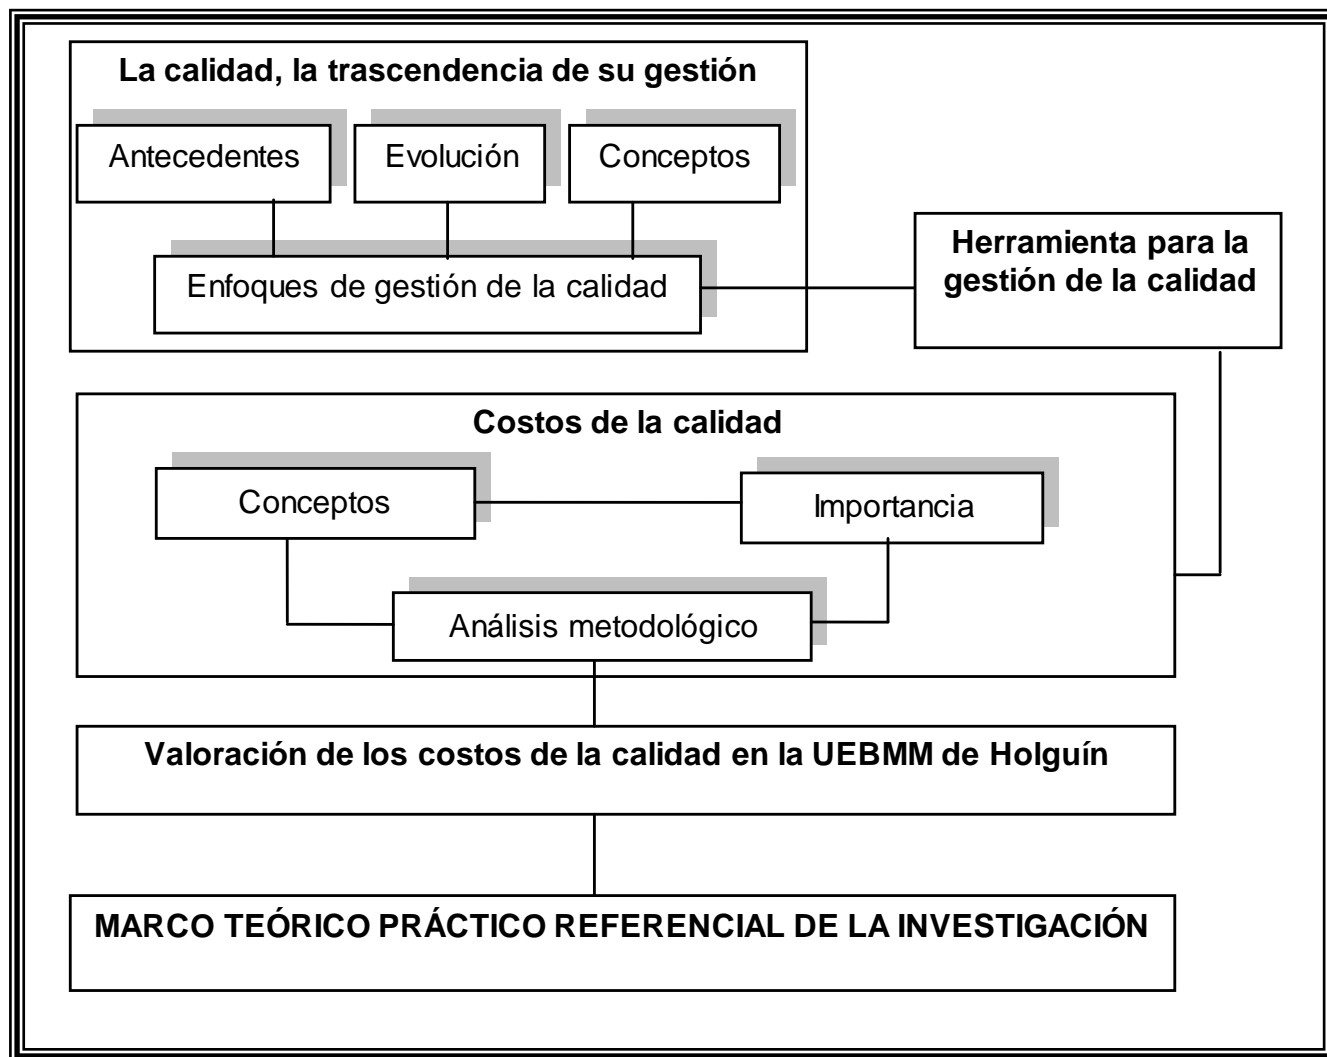 La calidad, la trascendencia de su gestión
Antecedentes
Evolución
Conceptos
Enfoques de gestión de la calidad
Herramienta para la
gestión de la calidad
Costos de la calidad
Conceptos
Importancia
Análisis metodológico
Valoración de los costos de la calidad en la UEBMM de Holguín
MARCO TEÓRICO PRÁCTICO REFERENCIAL DE LA INVESTIGACIÓN